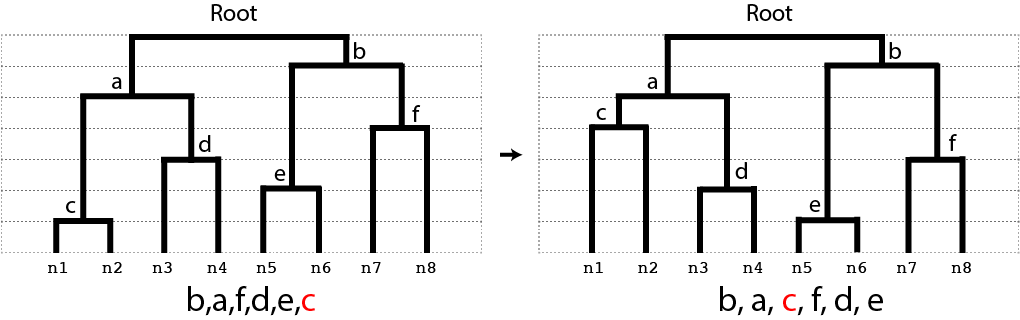 Root
b
a
f
d
e
c
n1 n2 n3 n4 n5 n6 n7 n8
b,a,f,d,e,c
Root
b
a
c
f
d
e
n1 n2 n3 n4 n5 n6 n7 n8
b, a, c, f, d, e